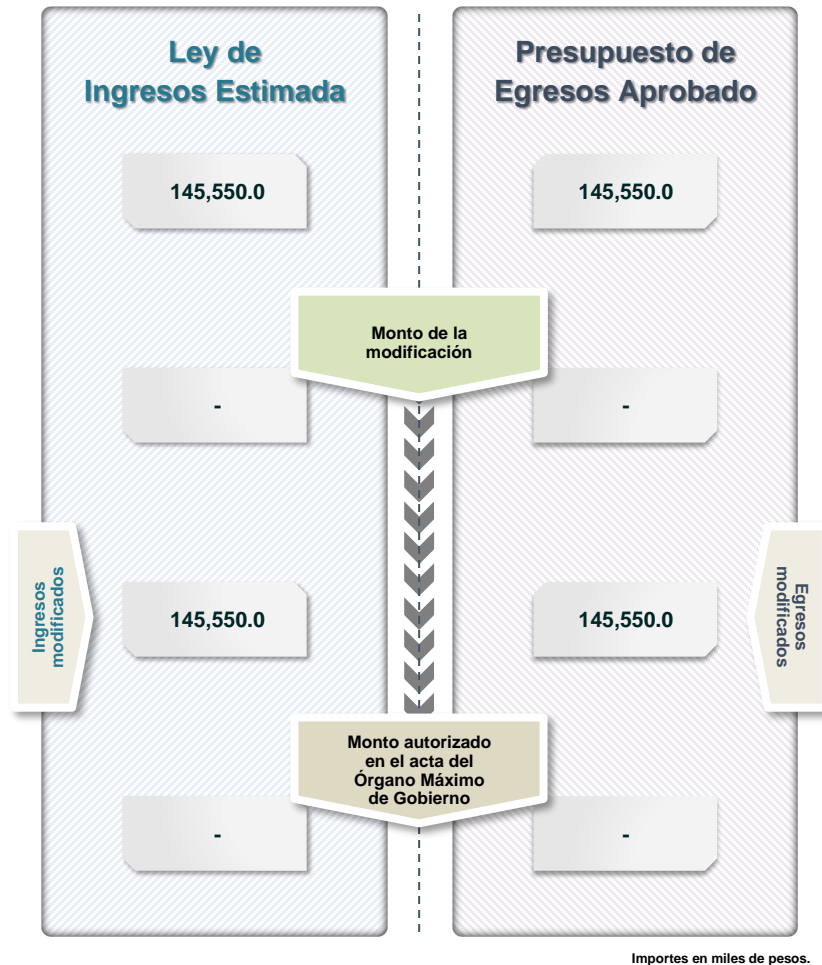 Ley de
Ingresos Estimada
Presupuesto de
Egresos Aprobado
145,550.0
145,550.0
Monto de la
modificación
-
-
Ingresos
modificados
145,550.0
145,550.0
Egresos
modificados
Monto autorizado
en el acta del
Órgano Máximo
de Gobierno
-
-
Importes en miles de pesos.